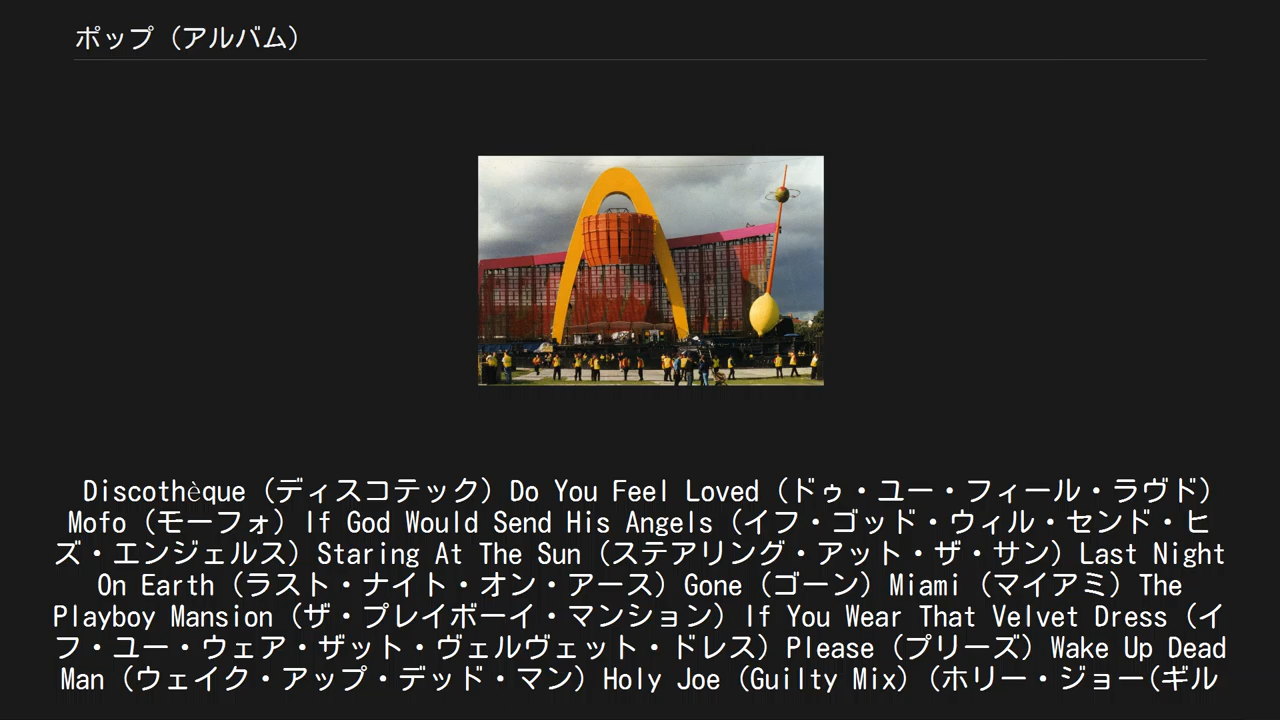 ポップ（アルバム）
Discothèque（ディスコテック）Do You Feel Loved（ドゥ・ユー・フィール・ラヴド）
Mofo（モーフォ）If God Would Send His Angels（イフ・ゴッド・ウィル・センド・ヒ
ズ・エンジェルス）Staring At The Sun（ステアリング・アット・ザ・サン）Last Night
On Earth（ラスト・ナイト・オン・アース）Gone（ゴーン）Miami（マイアミ）The
Playboy Mansion（ザ・プレイボーイ・マンション）If You Wear That Velvet Dress（イ
フ・ユー・ウェア・ザット・ヴェルヴェット・ドレス）Please（プリーズ）Wake Up Dead
Man（ウェイク・アップ・デッド・マン）Holy Joe（Guilty Mix）（ホリー・ジョー(ギル